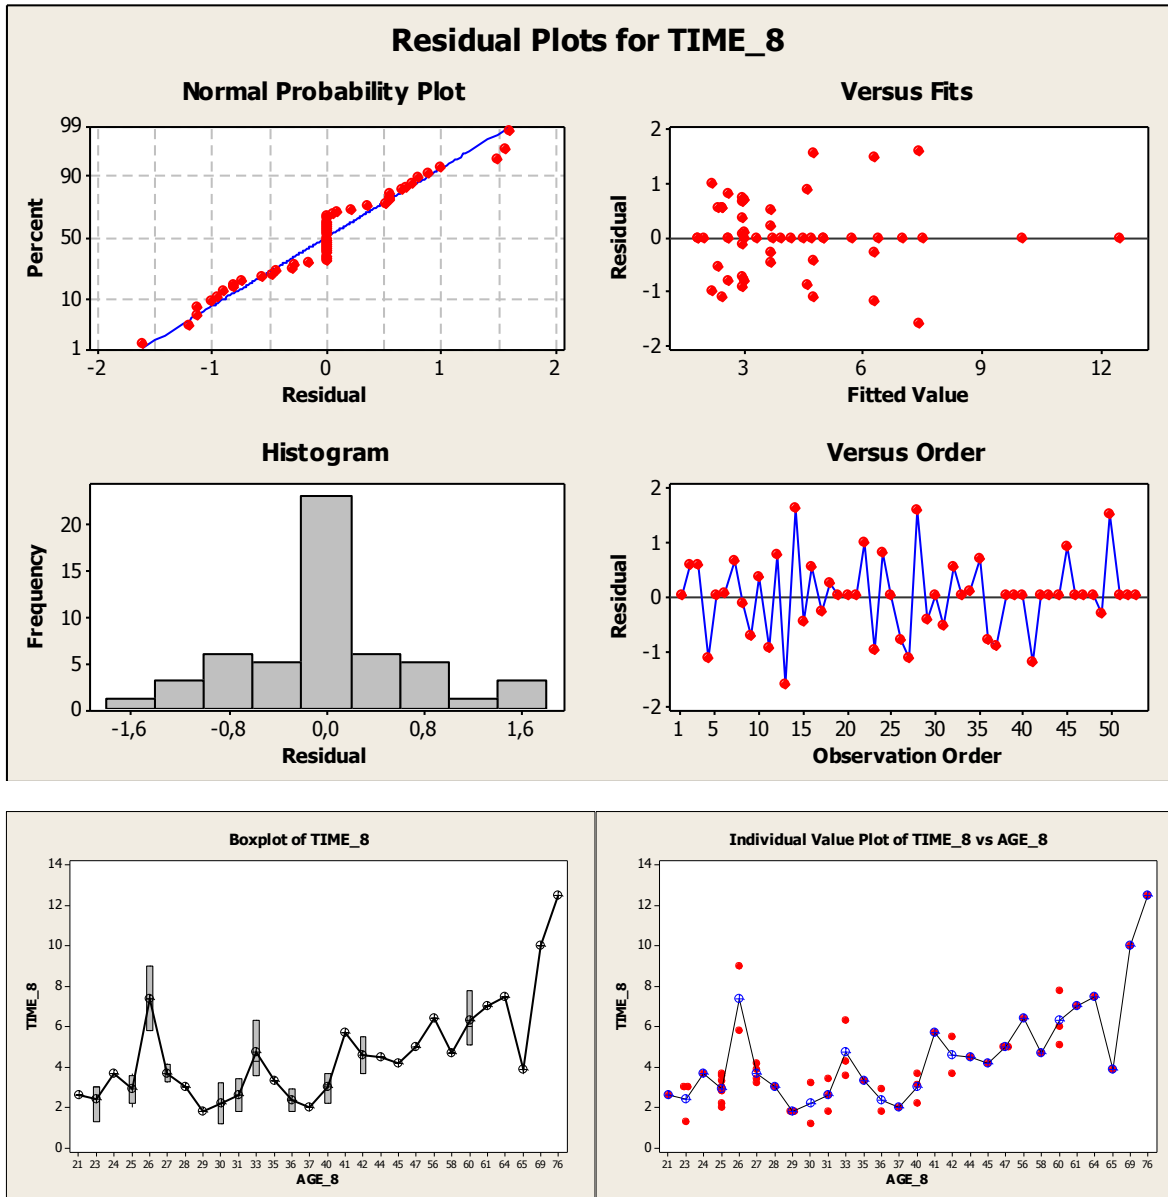 Residual Plots for TIME_8
Normal Probability Plot
Versus Fits
99
90
50
10
1
Percent
-2 -1 0 1 2
Residual
2
1
0
-1
-2
Residual
3 6 9 12
Fitted Value
Histogram
Versus Order
20
15
10
5
0
Frequency
-1,6 -0,8 0,0 0,8 1,6
Residual
2
1
0
-1
-2
Residual
1 5 10 15 20 25 30 35 40 45 50
Observation Order
Boxplot of TIME_8
14
12
10
8
6
4
2
0
TIME_8
21 23 24 25 26 27 28 29 30 31 33 35 36 37 40 41 42 44 45 47 56 58 60 61 64 65 69 76
AGE_8
Individual Value Plot of TIME_8 vs AGE_8
14
12
10
8
6
4
2
0
TIME_8
21 23 24 25 26 27 28 29 30 31 33 35 36 37 40 41 42 44 45 47 56 58 60 61 64 65 69 76
AGE_8